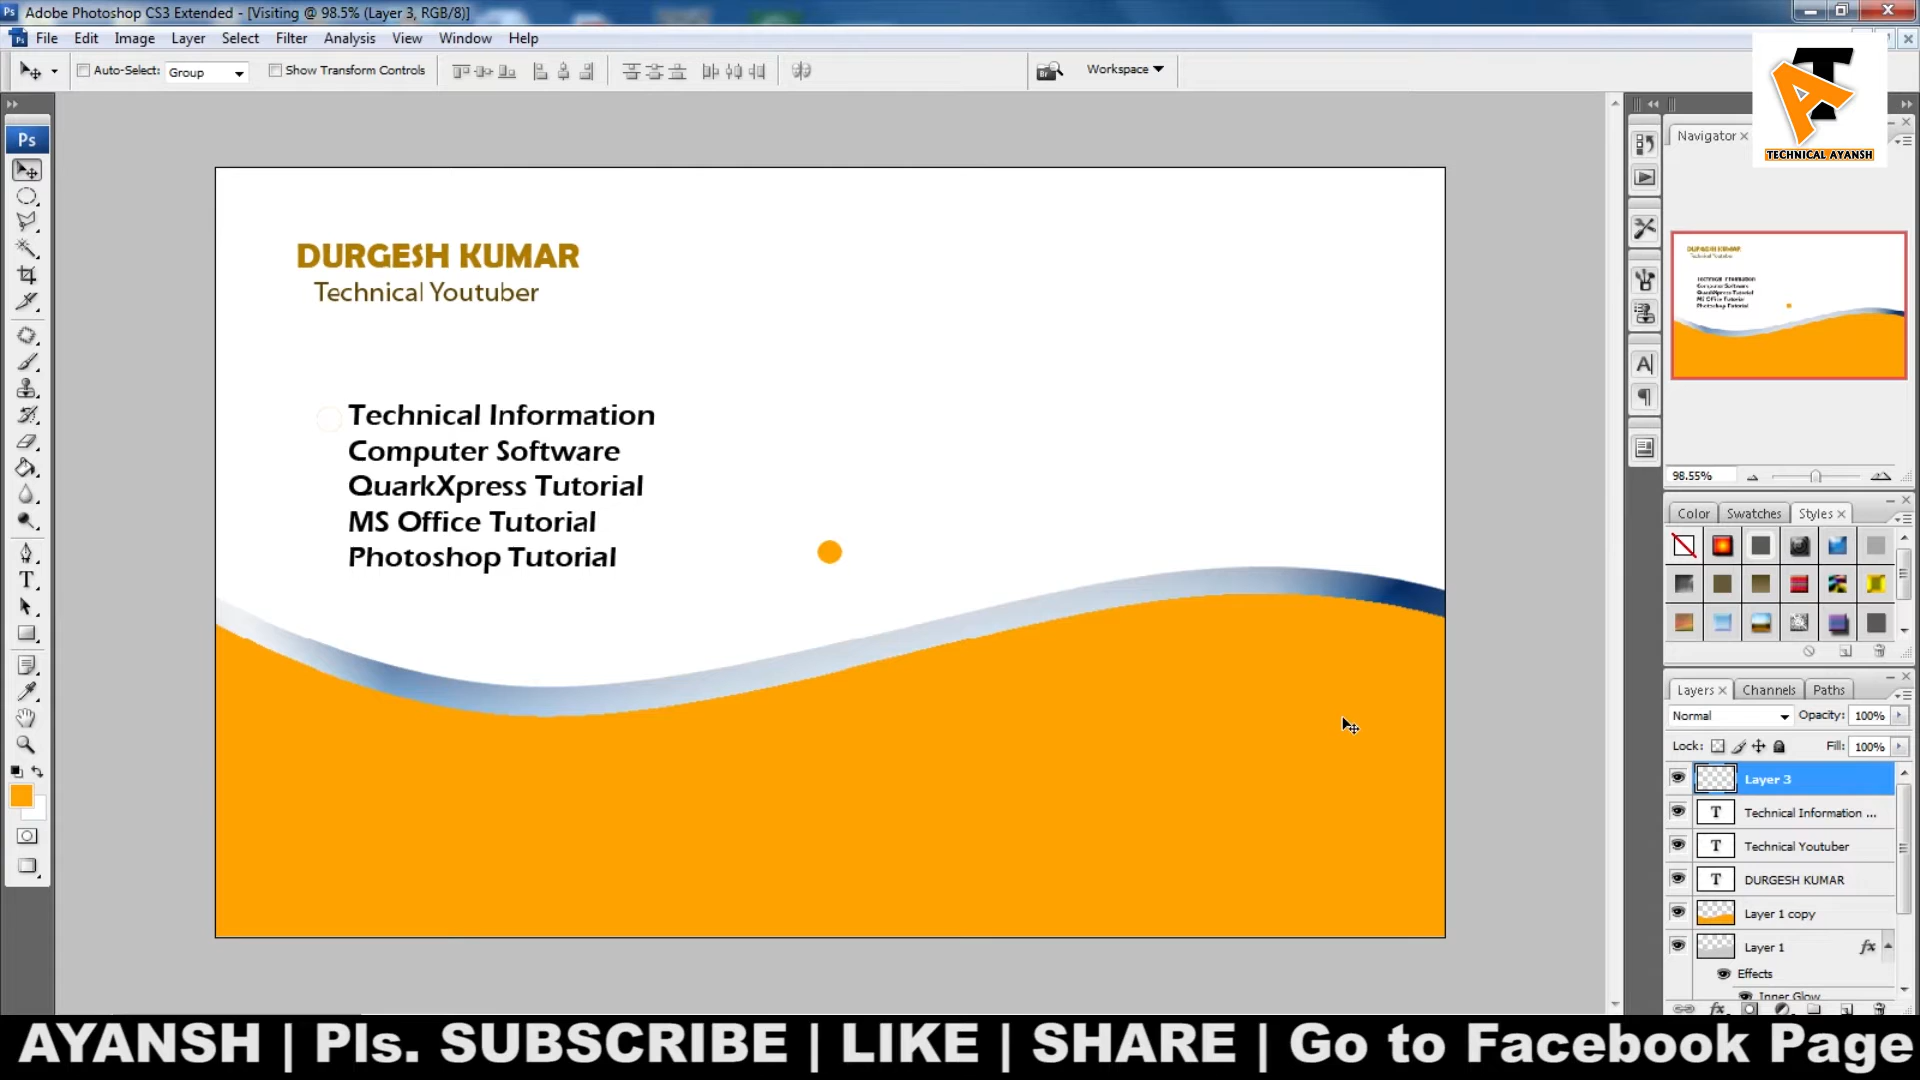 Ps Adobe Photoshop CS3 Extended - [Visiting @ 98.5% (Layer 3, RGB/8)]
File Edit Image Layer Select Filter Analysis View Window Help
Auto-Select: Group Show Transform Controls Workspace
Ps
T
TECHNICAL AYANSH
Navigator
DURGESH KUMAR
Technical Youtuber
Technical Information
Computer Software
QuarkXpress Tutorial
MS Office Tutorial
Photoshop Tutorial
98.55%
Color Swatches Styles
Layers Channels Paths
Normal Opacity: 100%
Lock: Fill: 100%
Layer 3
T Technical Information ...
T Technical Youtuber
T DURGESH KUMAR
Layer 1 copy
Layer 1 fx
Effects
Inner Glow
AYANSH | Pls. SUBSCRIBE | LIKE | SHARE | Go to Facebook Page